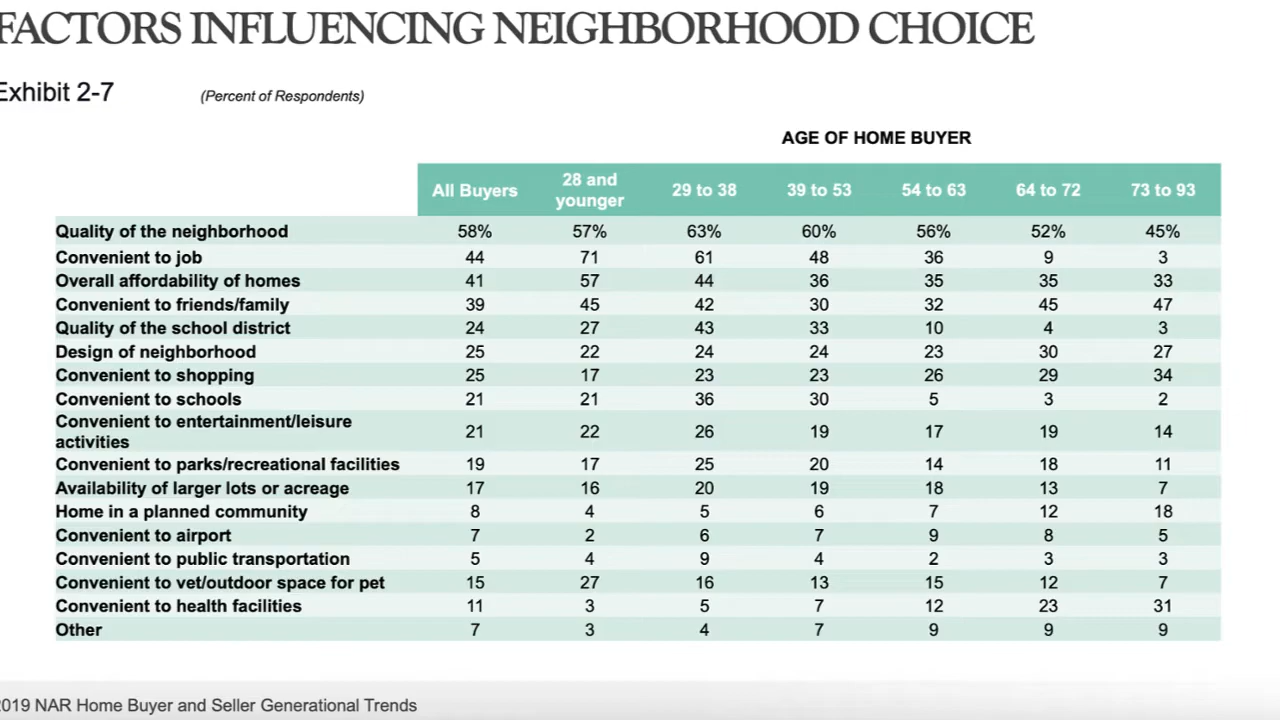 FACTORS INFLUENCING NEIGHBORHOOD CHOICE
Exhibit 2-7 (Percent of Respondents)
AGE OF HOME BUYER
All Buyers 28 and younger 29 to 38 39 to 53 54 to 63 64 to 72 73 to 93
Quality of the neighborhood 58% 57% 63% 60% 56% 52% 45%
Convenient to job 44 71 61 48 36 9 3
Overall affordability of homes 41 57 44 36 35 35 33
Convenient to friends/family 39 45 42 30 32 45 47
Quality of the school district 24 27 43 33 10 4 3
Design of neighborhood 25 22 24 24 23 30 27
Convenient to shopping 25 17 23 23 26 29 34
Convenient to schools 21 21 36 30 5 3 2
Convenient to entertainment/leisure
activities 21 22 26 19 17 19 14
Convenient to parks/recreational facilities 19 17 25 20 14 18 11
Availability of larger lots or acreage 17 16 20 19 18 13 7
Home in a planned community 8 4 5 6 7 12 18
Convenient to airport 7 2 6 7 9 8 5
Convenient to public transportation 5 4 9 4 2 3 3
Convenient to vet/outdoor space for pet 15 27 16 13 15 12 7
Convenient to health facilities 11 3 5 7 12 23 31
Other 7 3 4 7 9 9 9
2019 NAR Home Buyer and Seller Generational Trends